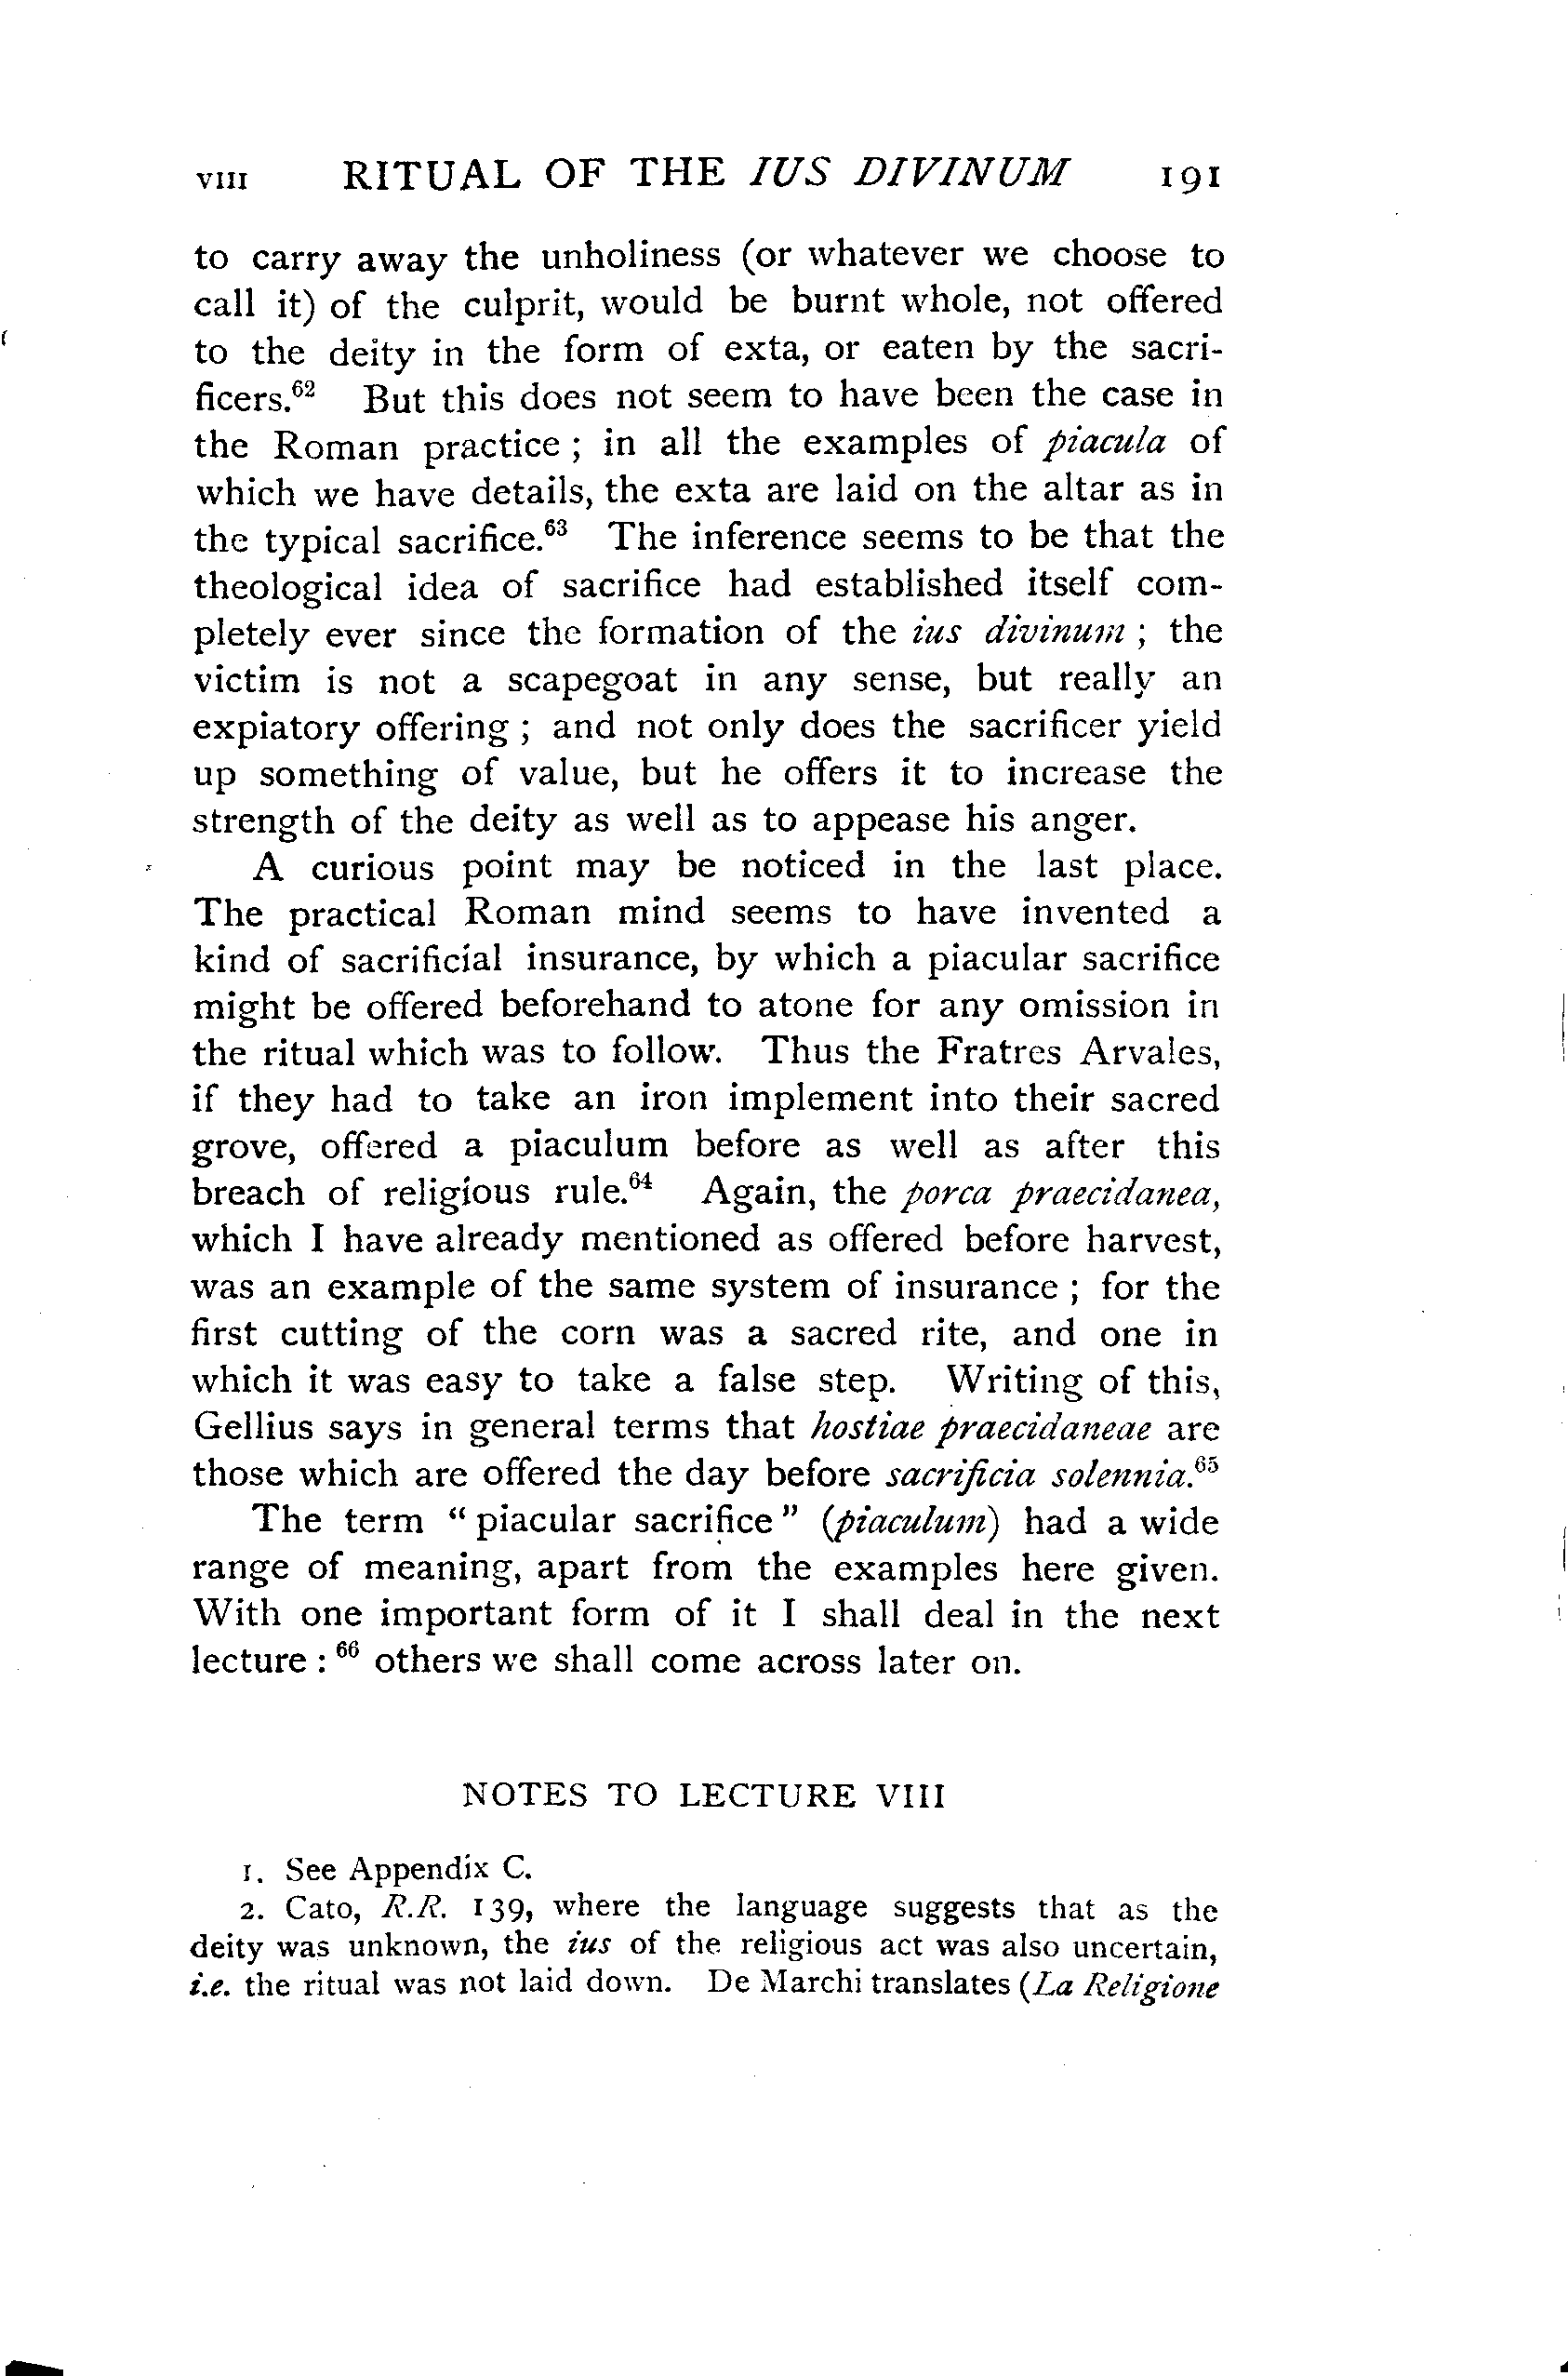 VIII RITUAL OF THE IUS DIVINUM 191
to carry away the unholiness (or whatever we choose to
call it) of the culprit, would be burnt whole, not offered
to the deity in the form of exta, or eaten by the sacri-
ficers.⁶² But this does not seem to have been the case in
the Roman practice ; in all the examples of piacula of
which we have details, the exta are laid on the altar as in
the typical sacrifice.⁶³ The inference seems to be that the
theological idea of sacrifice had established itself com-
pletely ever since the formation of the ius divinum ; the
victim is not a scapegoat in any sense, but really an
expiatory offering ; and not only does the sacrificer yield
up something of value, but he offers it to increase the
strength of the deity as well as to appease his anger.
A curious point may be noticed in the last place.
The practical Roman mind seems to have invented a
kind of sacrificial insurance, by which a piacular sacrifice
might be offered beforehand to atone for any omission in
the ritual which was to follow. Thus the Fratres Arvales,
if they had to take an iron implement into their sacred
grove, offered a piaculum before as well as after this
breach of religious rule.⁶⁴ Again, the porca praecidanea,
which I have already mentioned as offered before harvest,
was an example of the same system of insurance ; for the
first cutting of the corn was a sacred rite, and one in
which it was easy to take a false step. Writing of this,
Gellius says in general terms that hostiae praecidaneae are
those which are offered the day before sacrificia solennia.⁶⁵
The term " piacular sacrifice " (piaculum) had a wide
range of meaning, apart from the examples here given.
With one important form of it I shall deal in the next
lecture : ⁶⁶ others we shall come across later on.
NOTES TO LECTURE VIII
1. See Appendix C.
2. Cato, R.R. 139, where the language suggests that as the
deity was unknown, the ius of the religious act was also uncertain,
i.e. the ritual was not laid down. De Marchi translates (La Religione